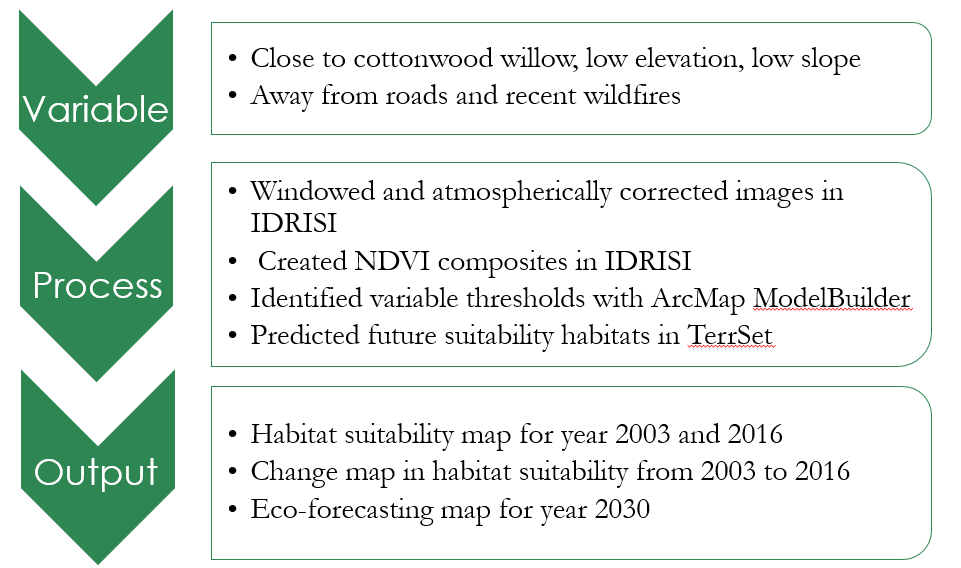 Variable
• Close to cottonwood willow, low elevation, low slope
• Away from roads and recent wildfires
Process
• Windowed and atmospherically corrected images in
IDRISI
• Created NDVI composites in IDRISI
• Identified variable thresholds with ArcMap ModelBuilder
• Predicted future suitability habitats in TerrSet
Output
• Habitat suitability map for year 2003 and 2016
• Change map in habitat suitability from 2003 to 2016
• Eco-forecasting map for year 2030